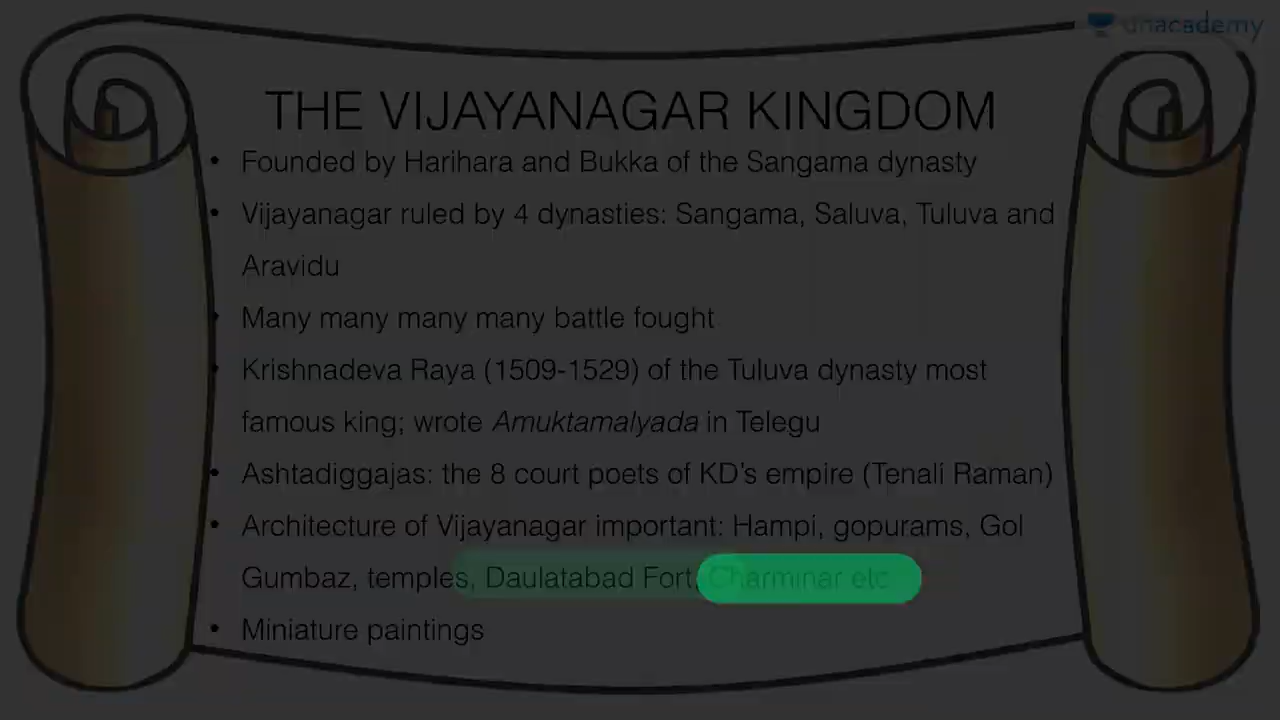 unacademy
THE VIJAYANAGAR KINGDOM
• Founded by Harihara and Bukka of the Sangama dynasty
• Vijayanagar ruled by 4 dynasties: Sangama, Saluva, Tuluva and
Aravidu
• Many many many many battle fought
• Krishnadeva Raya (1509-1529) of the Tuluva dynasty most
famous king; wrote Amuktamalyada in Telegu
• Ashtadiggajas: the 8 court poets of KD's empire (Tenali Raman)
• Architecture of Vijayanagar important: Hampi, gopurams, Gol
Gumbaz, temples, Daulatabad Fort, Charminar etc
• Miniature paintings